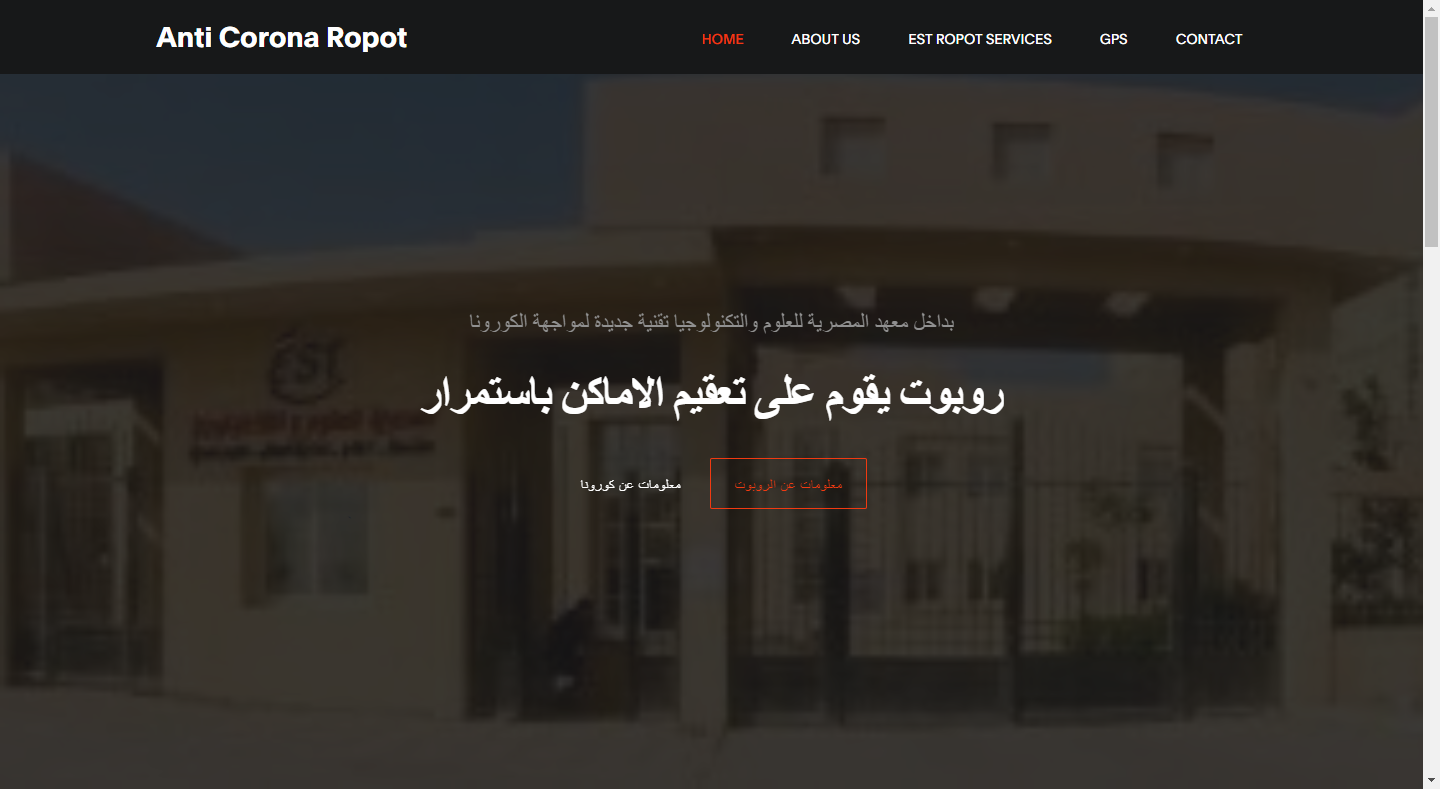 Anti Corona Ropot
HOME ABOUT US EST ROPOT SERVICES GPS CONTACT
بداخل معهد المصرية للعلوم والتكنولوجيا تقنية جديدة لمواجهة الكورونا
روبوت يقوم على تعقيم الاماكن باستمرار
معلومات عن الروبوت
معلومات عن كورونا
EST